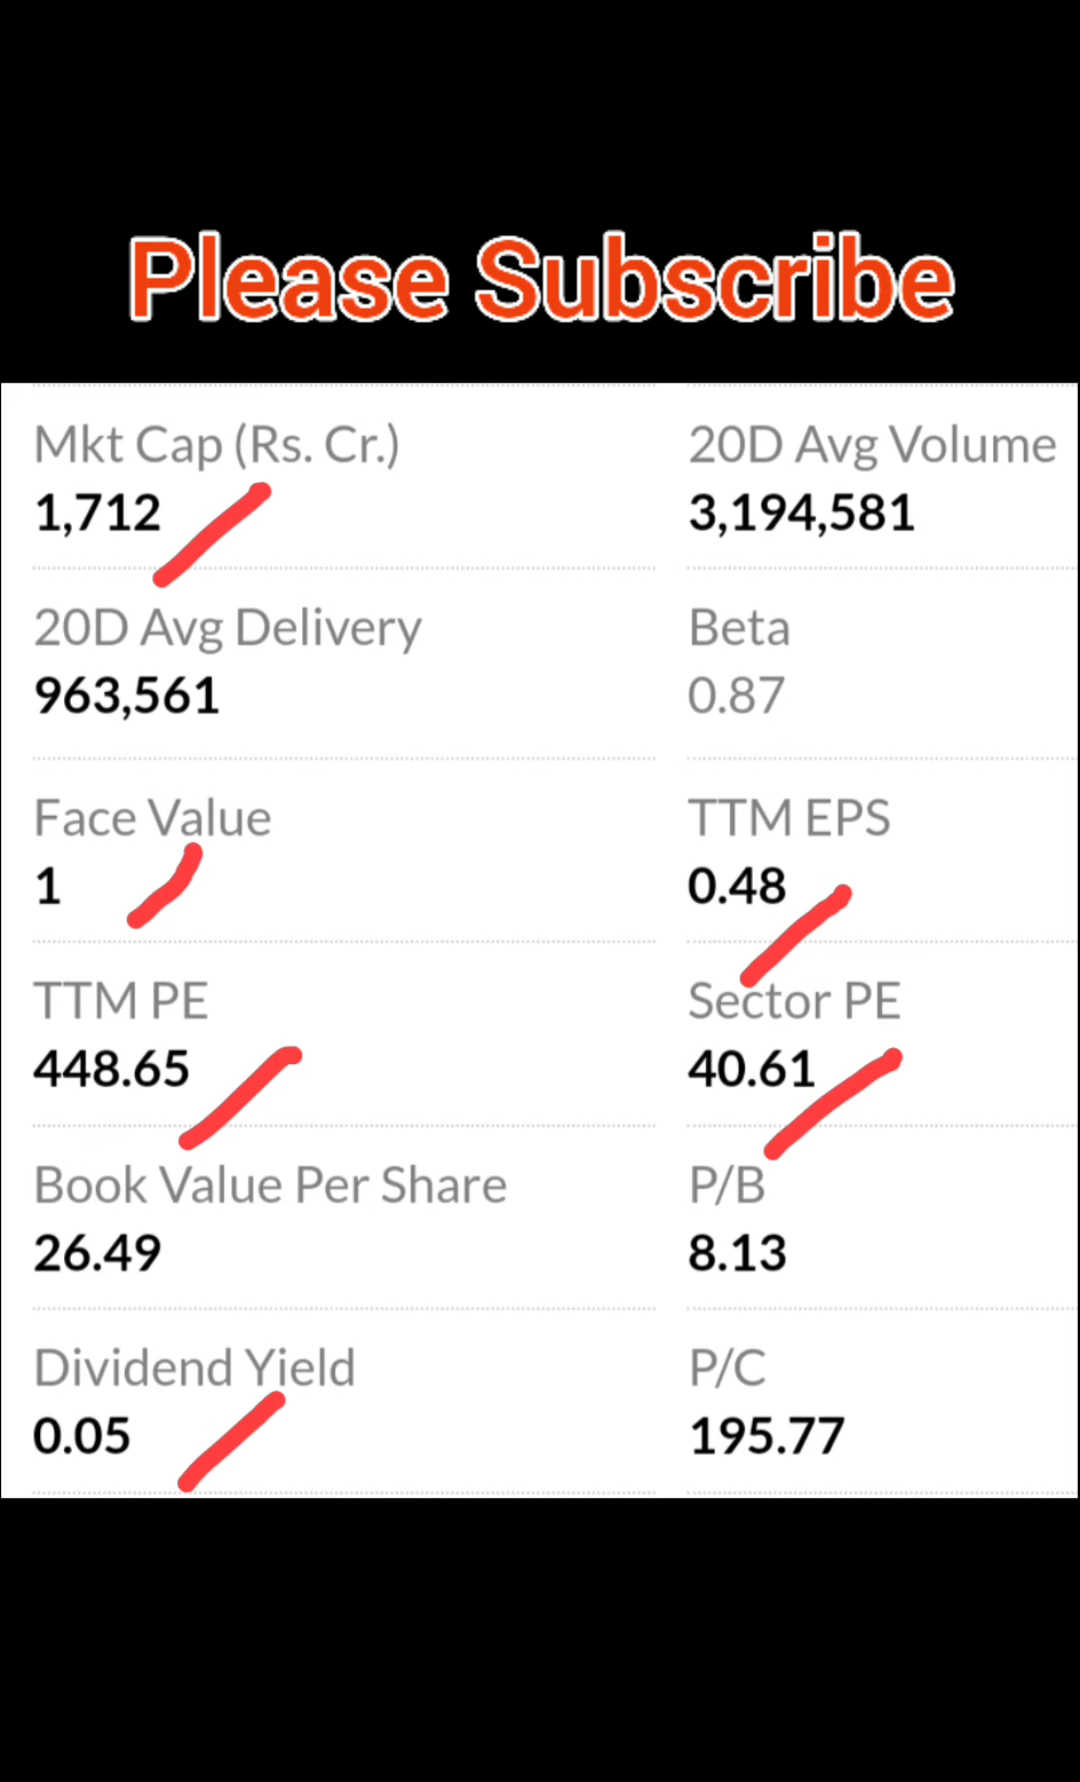 Please Subscribe
Mkt Cap (Rs. Cr.)
1,712
20D Avg Volume
3,194,581
20D Avg Delivery
963,561
Beta
0.87
Face Value
1
TTM EPS
0.48
TTM PE
448.65
Sector PE
40.61
Book Value Per Share
26.49
P/B
8.13
Dividend Yield
0.05
P/C
195.77